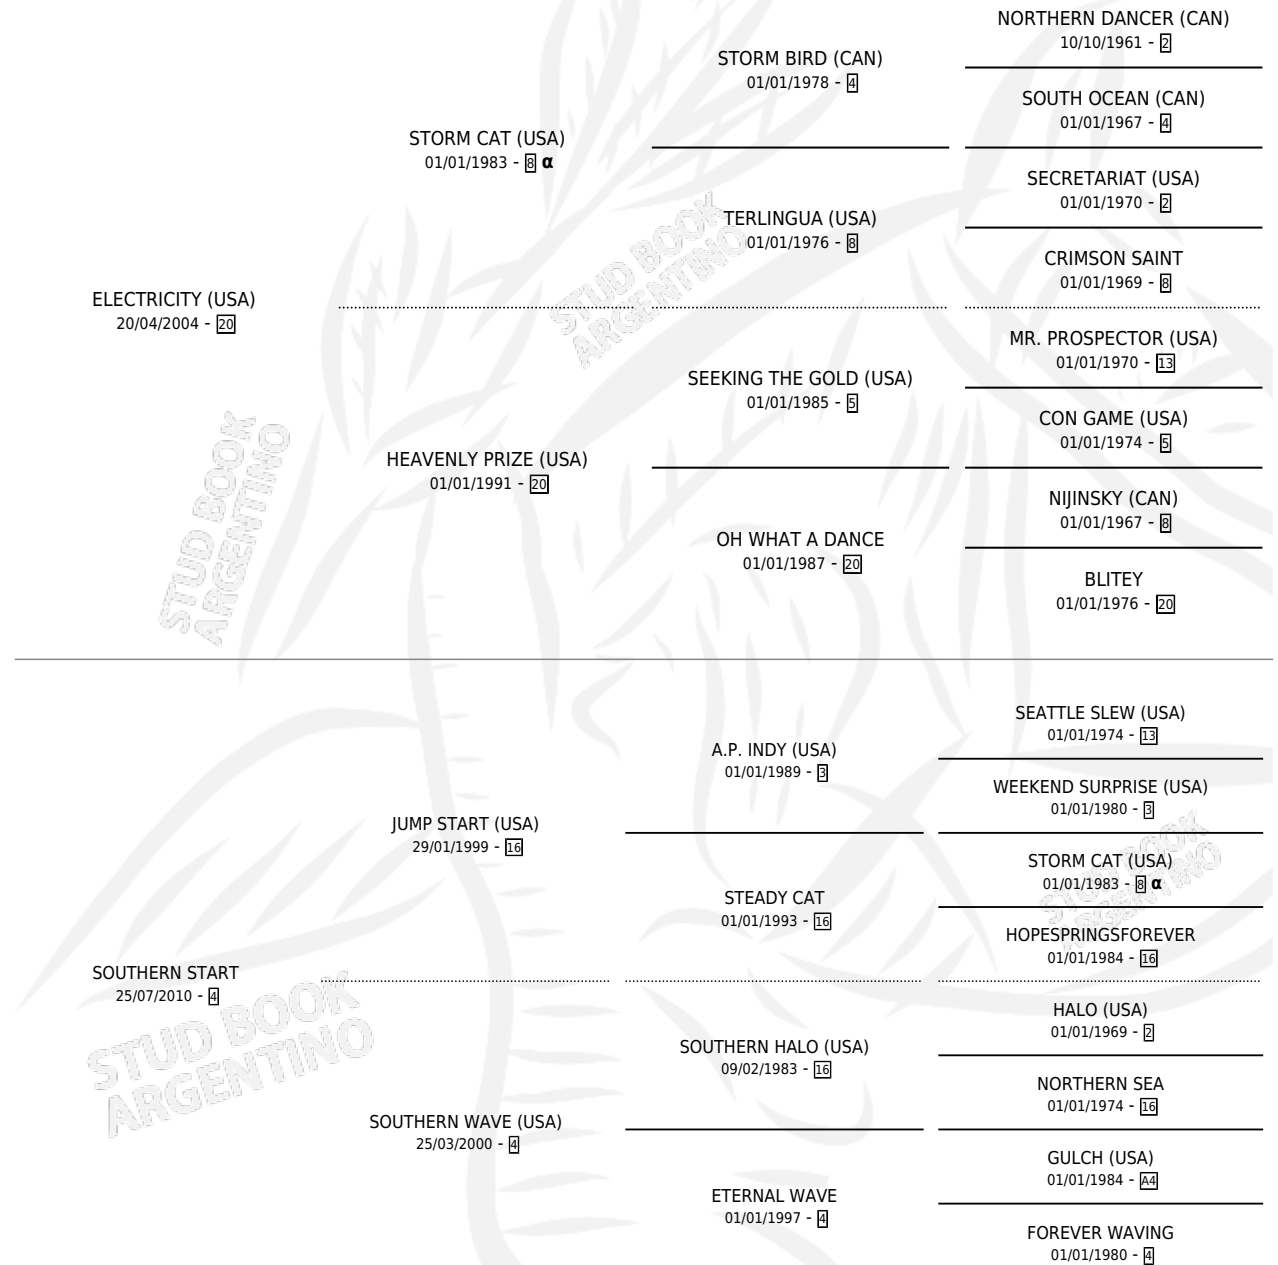 NORTHERN DANCER (CAN)
10/10/1961 - 2
STORM BIRD (CAN)
01/01/1978 - 4
SOUTH OCEAN (CAN)
01/01/1967 - 4
STORM CAT (USA)
01/01/1983 - 8 α
SECRETARIAT (USA)
01/01/1970 - 2
TERLINGUA (USA)
01/01/1976 - 8
CRIMSON SAINT
01/01/1969 - 8
ELECTRICITY (USA)
20/04/2004 - 20
MR. PROSPECTOR (USA)
01/01/1970 - 13
SEEKING THE GOLD (USA)
01/01/1985 - 5
CON GAME (USA)
01/01/1974 - 5
HEAVENLY PRIZE (USA)
01/01/1991 - 20
NIJINSKY (CAN)
01/01/1967 - 8
OH WHAT A DANCE
01/01/1987 - 20
BLITEY
01/01/1976 - 20
SEATTLE SLEW (USA)
01/01/1974 - 13
A.P. INDY (USA)
01/01/1989 - 3
WEEKEND SURPRISE (USA)
01/01/1980 - 3
JUMP START (USA)
29/01/1999 - 16
STORM CAT (USA)
01/01/1983 - 8 α
STEADY CAT
01/01/1993 - 16
HOPESPRINGSFOREVER
01/01/1984 - 16
SOUTHERN START
25/07/2010 - 4
HALO (USA)
01/01/1969 - 2
SOUTHERN HALO (USA)
09/02/1983 - 16
NORTHERN SEA
01/01/1974 - 16
SOUTHERN WAVE (USA)
25/03/2000 - 4
GULCH (USA)
01/01/1984 - A4
ETERNAL WAVE
01/01/1997 - 4
FOREVER WAVING
01/01/1980 - 4
STUD BOOK
ARGENTINO
STUD BOOK
ARGENTINO
STUD BOOK
ARGENTINO
STUD BOOK
ARGENTINO